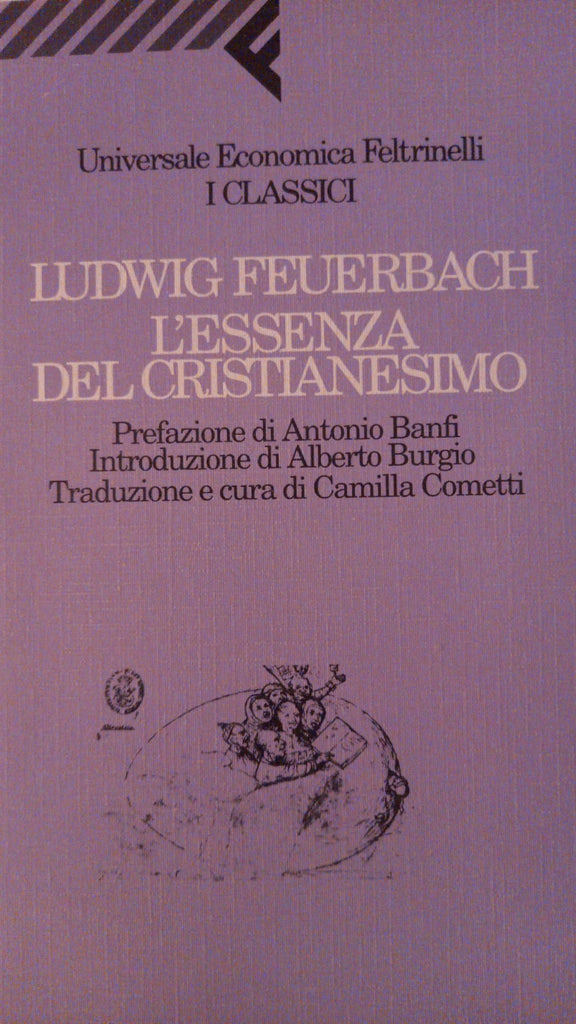 Universale Economica Feltrinelli
I CLASSICI
LUDWIG FEUERBACH
L'ESSENZA
DEL CRISTIANESIMO
Prefazione di Antonio Banfi
Introduzione di Alberto Burgio
Traduzione e cura di Camilla Cometti